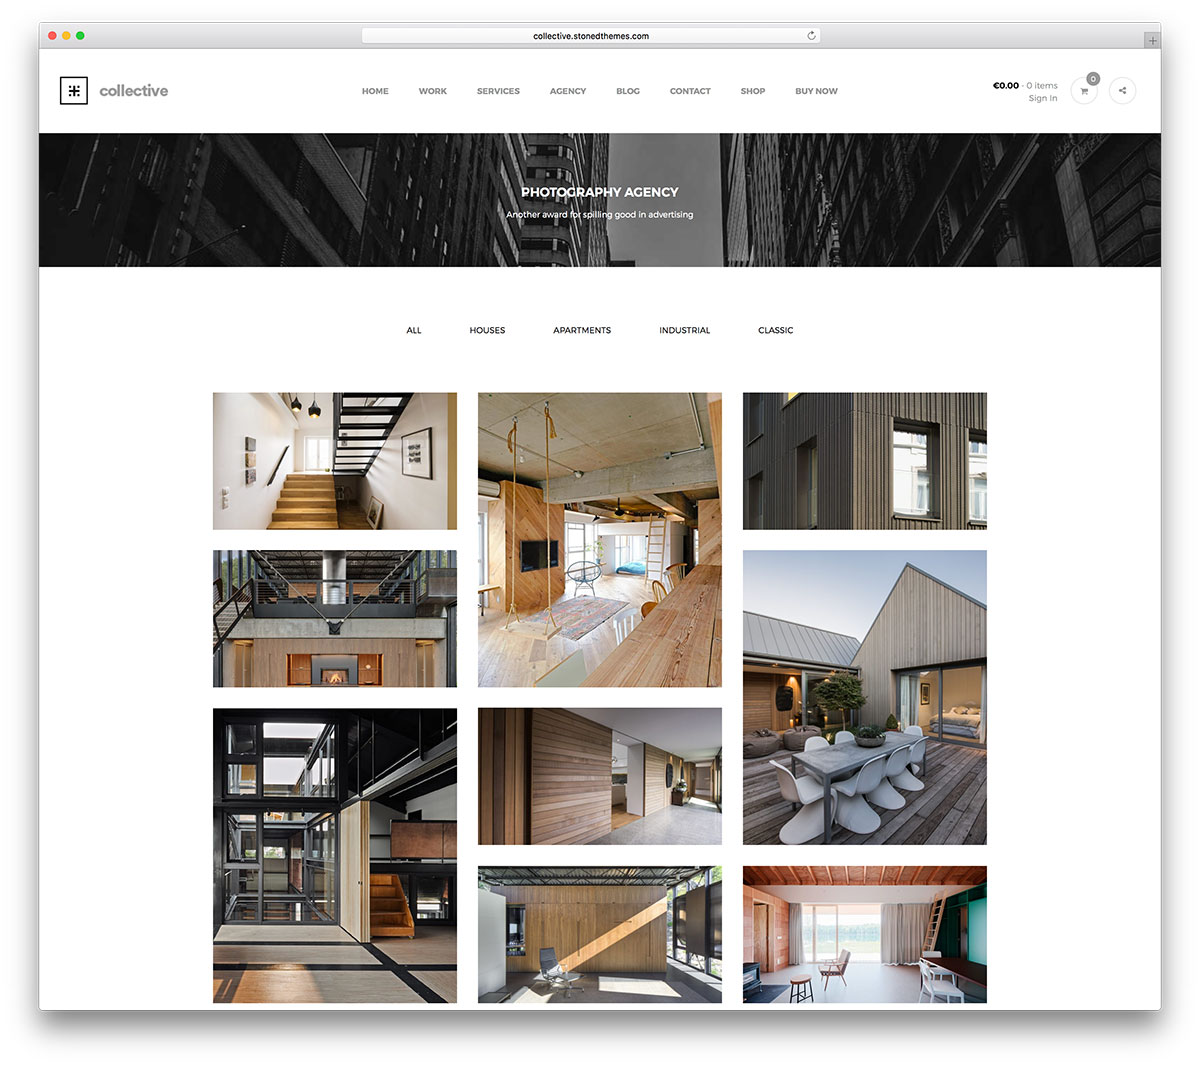 collective.stonedthemes.com
collective
HOME WORK SERVICES AGENCY BLOG CONTACT SHOP BUY NOW
€0.00 - 0 items
Sign In
0
PHOTOGRAPHY AGENCY
Another award for spilling good in advertising
ALL HOUSES APARTMENTS INDUSTRIAL CLASSIC